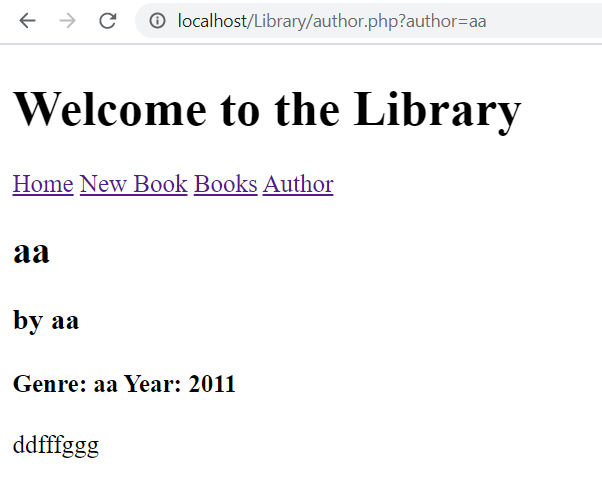 localhost/Library/author.php?author=aa
Welcome to the Library
Home New Book Books Author
aa
by aa
Genre: aa Year: 2011
ddfffggg